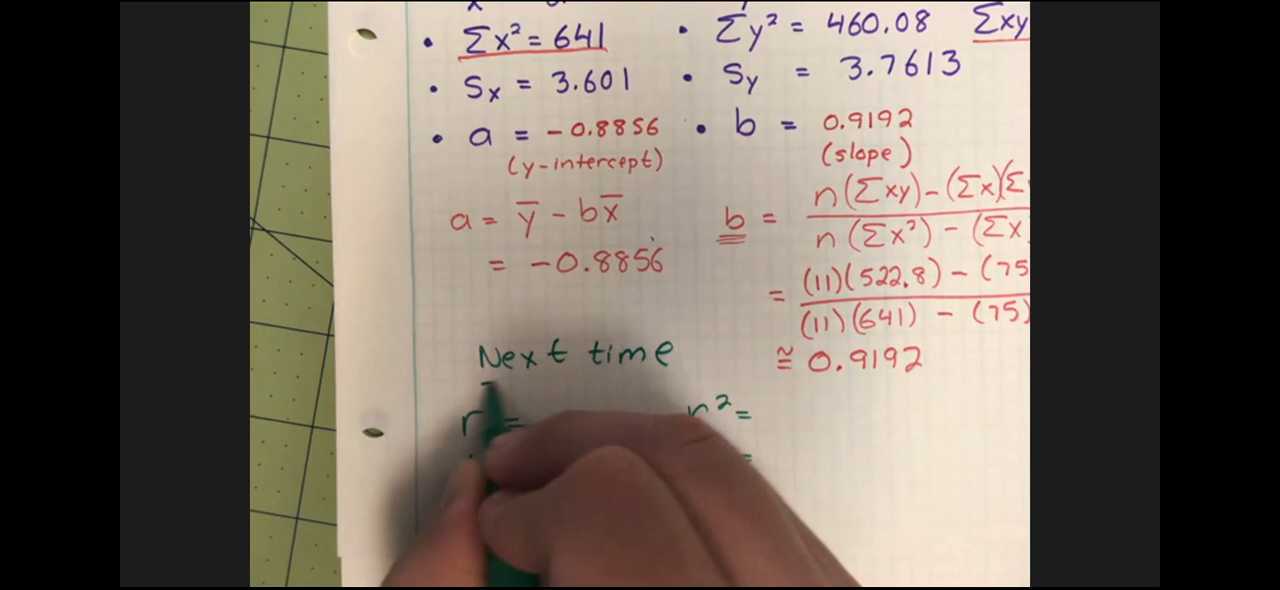 • Σx² = 641 • Σy² = 460.08 Σxy
• Sx = 3.601 • Sy = 3.7613
• a = -0.8856 • b = 0.9192
(y-intercept) (slope)
a = y̅ - bx̅
= -0.8856
b = n(Σxy) - (Σx)(Σ
n(Σx²) - (Σx
= (11)(522.8) - (75
(11)(641) - (75)
≅ 0.9192
Next time
r = r² =
=